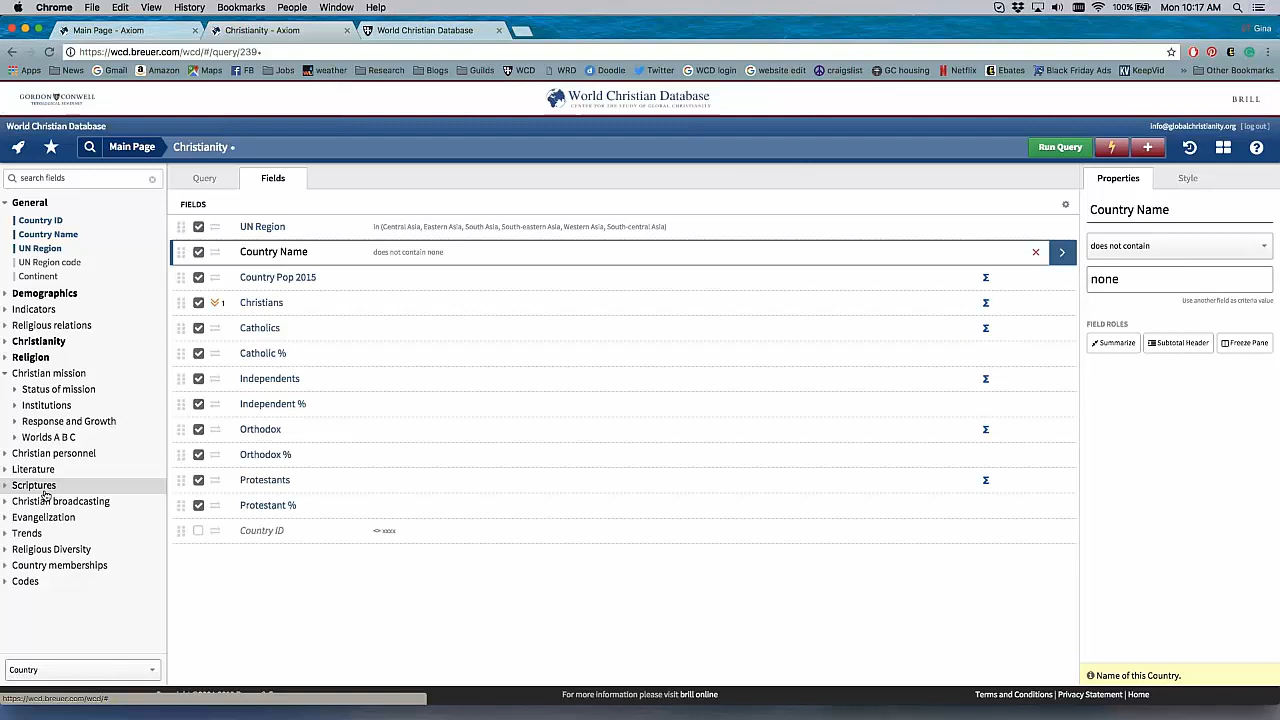 Chrome File Edit View History Bookmarks People Window Help 100% Mon 10:17 AM
Main Page - Axiom Christianity - Axiom World Christian Database Gina
https://wcd.breuer.com/wcd/#/query/239
Apps News Gmail Amazon Maps FB Jobs weather Research Blogs Guilds WCD WRD Doodle Twitter WCD login website edit craigslist GC housing Netflix Ebates Black Friday Ads KeepVid » Other Bookmarks
GORDON CONWELL
THEOLOGICAL SEMINARY
World Christian Database
CENTER FOR THE STUDY OF GLOBAL CHRISTIANITY
BRILL
World Christian Database
info@globalchristianity.org [log out]
Main Page Christianity • Run Query
search fields
Query Fields
Properties Style
General
Country ID
Country Name
UN Region
UN Region code
Continent
Demographics
Indicators
Religious relations
Christianity
Religion
Christian mission
Status of mission
Institutions
Response and Growth
Worlds A B C
Christian personnel
Literature
Scriptures
Christian broadcasting
Evangelization
Trends
Religious Diversity
Country memberships
Codes
Country
FIELDS
UN Region In (Central Asia, Eastern Asia, South Asia, South-eastern Asia, Western Asia, South-central Asia)
Country Name does not contain none
Country Pop 2015 Σ
1 Christians Σ
Catholics Σ
Catholic %
Independents Σ
Independent %
Orthodox Σ
Orthodox %
Protestants Σ
Protestant %
Country ID <> xxxx
Country Name
does not contain
none
Use another field as criteria value
FIELD ROLES
Summarize Subtotal Header Freeze Pane
Name of this Country.
https://wcd.breuer.com/wcd/#
For more information please visit brill online
Terms and Conditions | Privacy Statement | Home